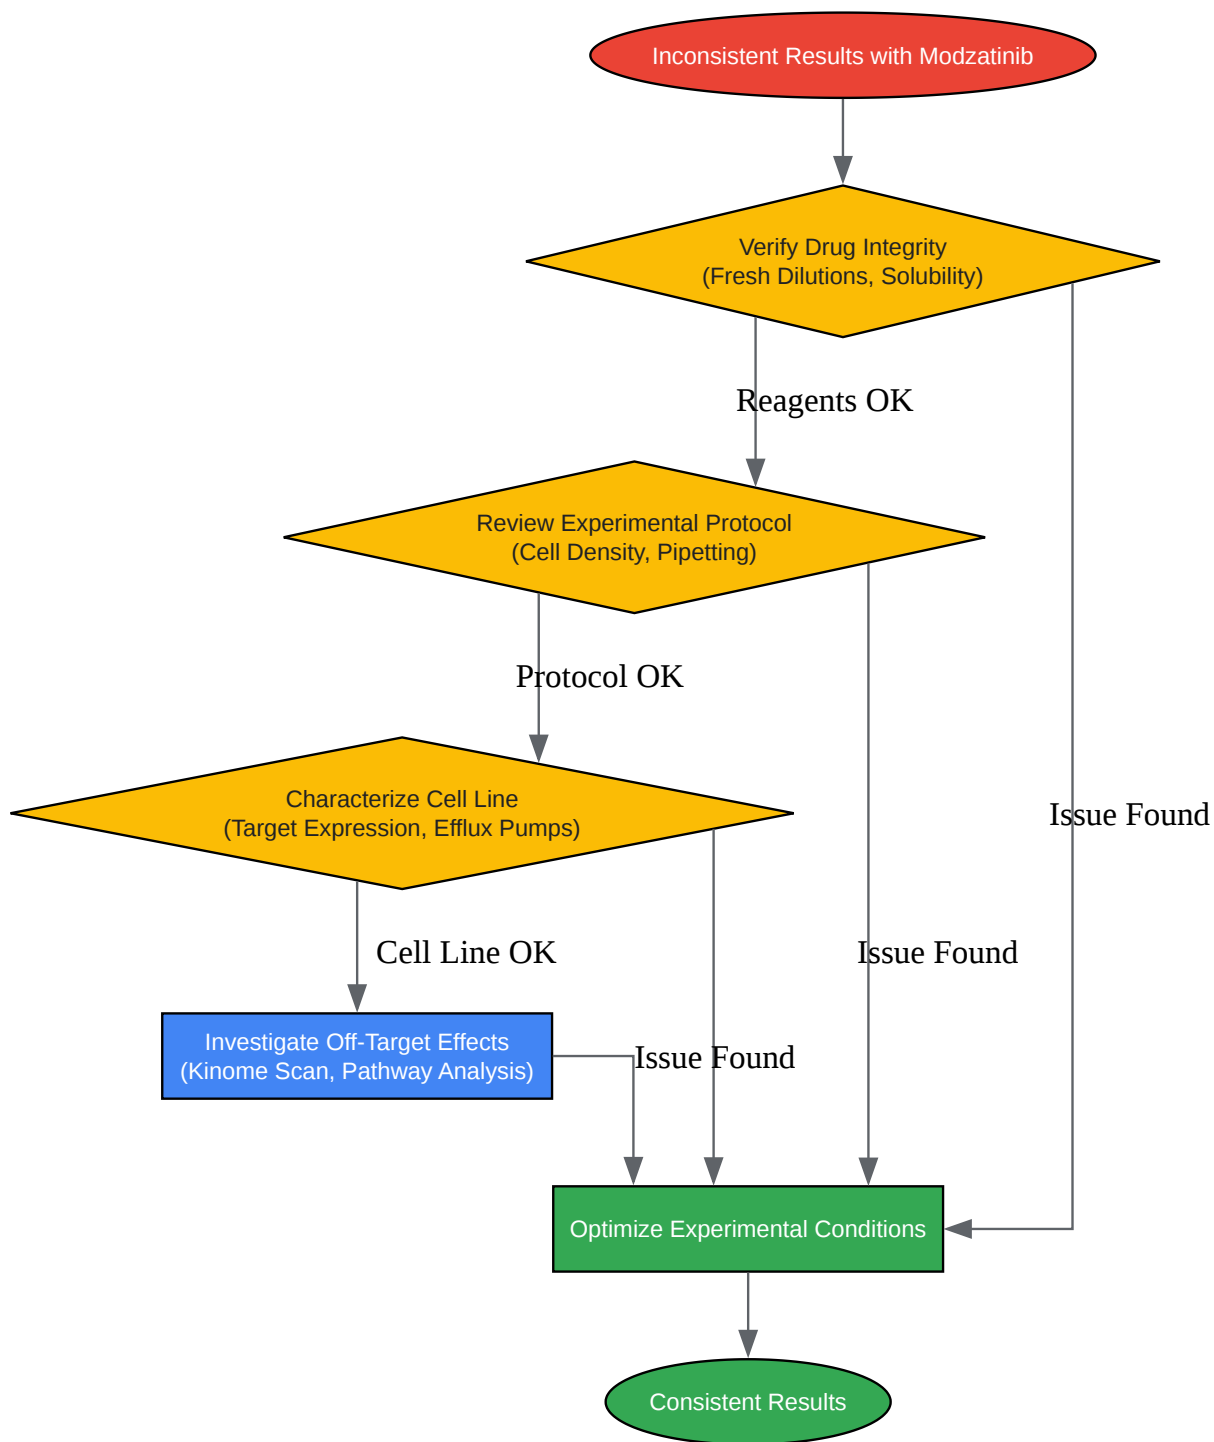 Inconsistent Results with Modzatinib
Verify Drug Integrity
(Fresh Dilutions, Solubility)
Reagents OK
Review Experimental Protocol
(Cell Density, Pipetting)
Protocol OK
Characterize Cell Line
(Target Expression, Efflux Pumps)
Issue Found
Cell Line OK
Issue Found
Investigate Off-Target Effects
(Kinome Scan, Pathway Analysis)
Issue Found
Optimize Experimental Conditions
Consistent Results